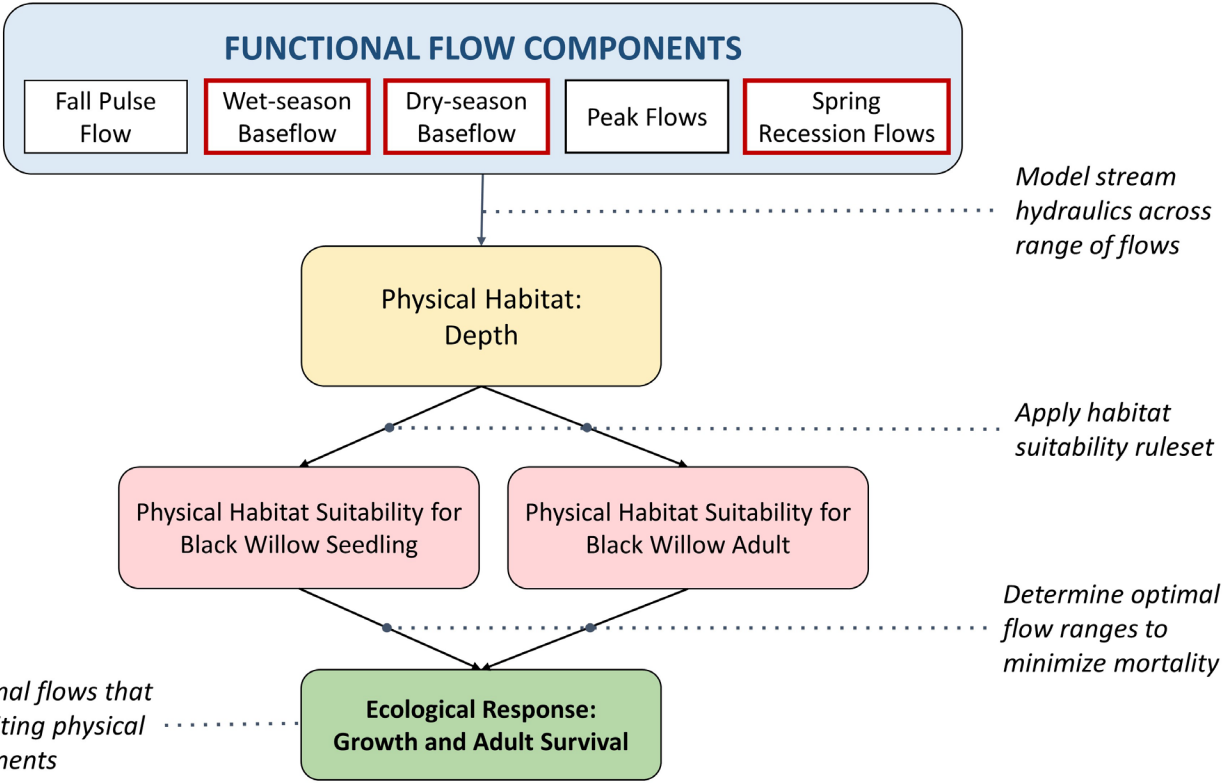 FUNCTIONAL FLOW COMPONENTS
Fall Pulse
Flow
Wet-season
Baseflow
Dry-season
Baseflow
Peak Flows
Spring
Recession Flows
Model stream
hydraulics across
range of flows
Physical Habitat:
Depth
Apply habitat
suitability ruleset
Physical Habitat Suitability for
Black Willow Seedling
Physical Habitat Suitability for
Black Willow Adult
Determine optimal
flow ranges to
minimize mortality
flows that
physical
Ecological Response:
Growth and Adult Survival